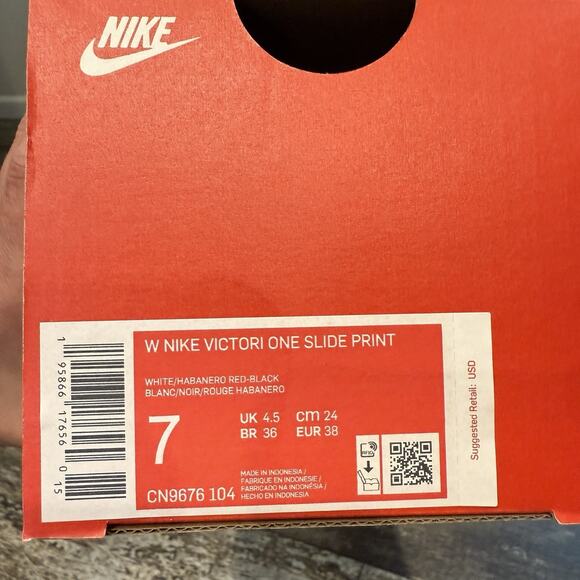 NIKE
W NIKE VICTORI ONE SLIDE PRINT
WHITE/HABANERO RED-BLACK
BLANC/NOIR/ROUGE HABANERO
7
UK 4.5 cm 24
BR 36 EUR 38
CN9676 104
MADE IN INDONESIA/
FABRIQUE EN INDONESIE/
FABRICADO NA INDONÉSIA/
HECHO EN INDONESIA
1 95866 17656 0 15
Suggested Retail: USD